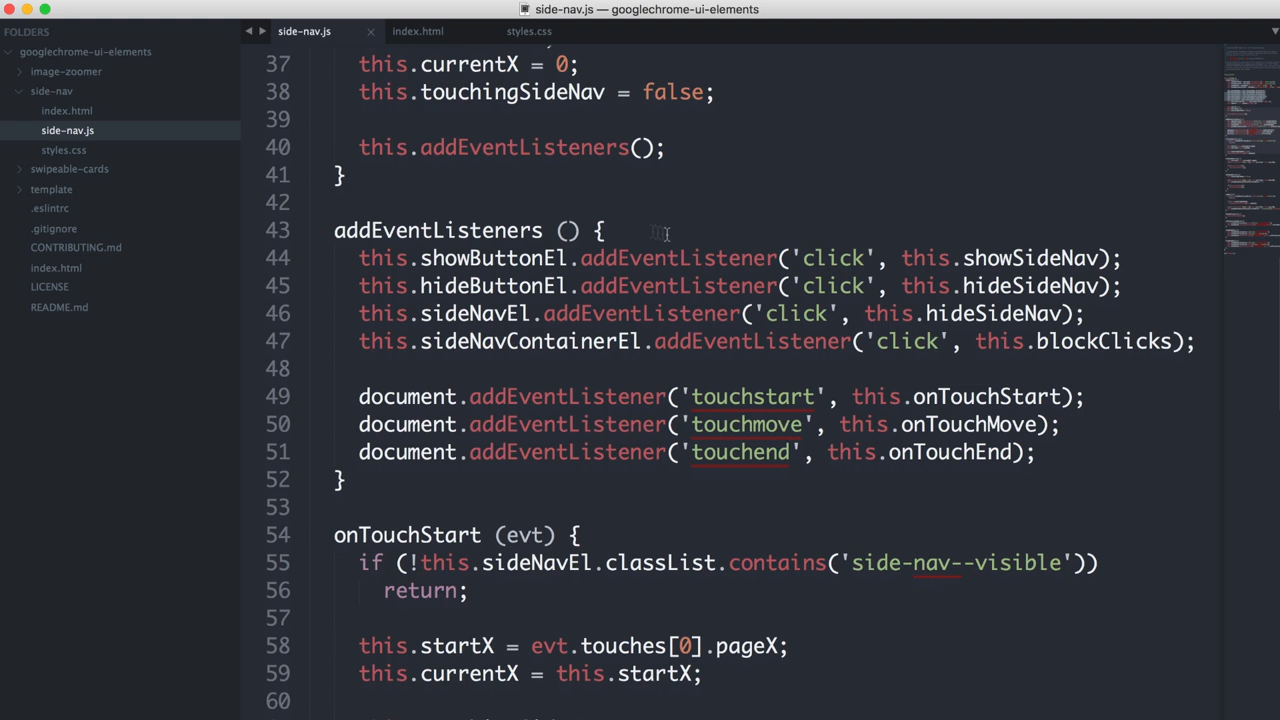 side-nav.js — googlechrome-ui-elements
FOLDERS
googlechrome-ui-elements
image-zoomer
side-nav
index.html
side-nav.js
styles.css
swipeable-cards
template
.eslintrc
.gitignore
CONTRIBUTING.md
index.html
LICENSE
README.md
side-nav.js index.html styles.css
37 this.currentX = 0;
38 this.touchingSideNav = false;
39
40 this.addEventListeners();
41 }
42
43 addEventListeners () {
44 this.showButtonEl.addEventListener('click', this.showSideNav);
45 this.hideButtonEl.addEventListener('click', this.hideSideNav);
46 this.sideNavEl.addEventListener('click', this.hideSideNav);
47 this.sideNavContainerEl.addEventListener('click', this.blockClicks);
48
49 document.addEventListener('touchstart', this.onTouchStart);
50 document.addEventListener('touchmove', this.onTouchMove);
51 document.addEventListener('touchend', this.onTouchEnd);
52 }
53
54 onTouchStart (evt) {
55 if (!this.sideNavEl.classList.contains('side-nav--visible'))
56 return;
57
58 this.startX = evt.touches[0].pageX;
59 this.currentX = this.startX;
60